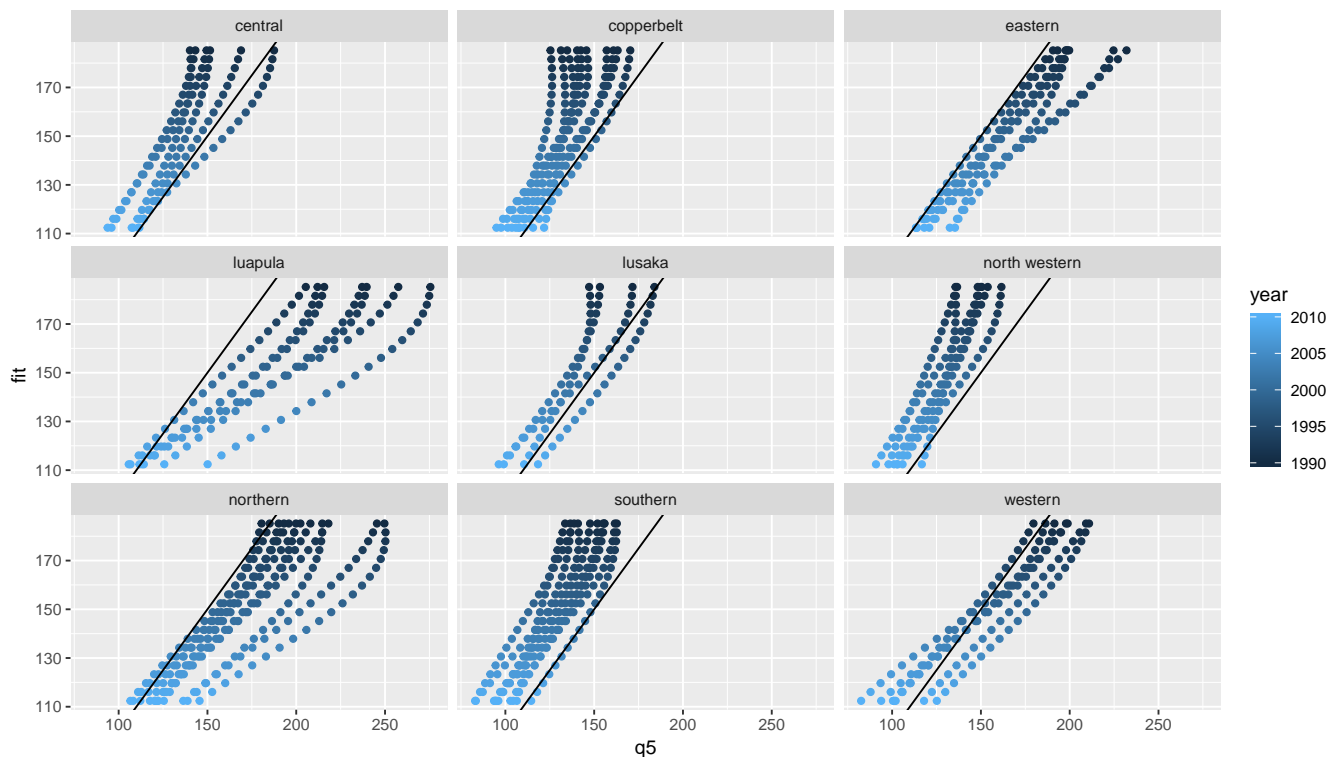 central copperbelt eastern
170
150
130
110
luapula lusaka north western
170
150
130
110
northern southern western
170
150
130
110
100 150 200 250 100 150 200 250 100 150 200 250
q5
fit
year
2010
2005
2000
1995
1990